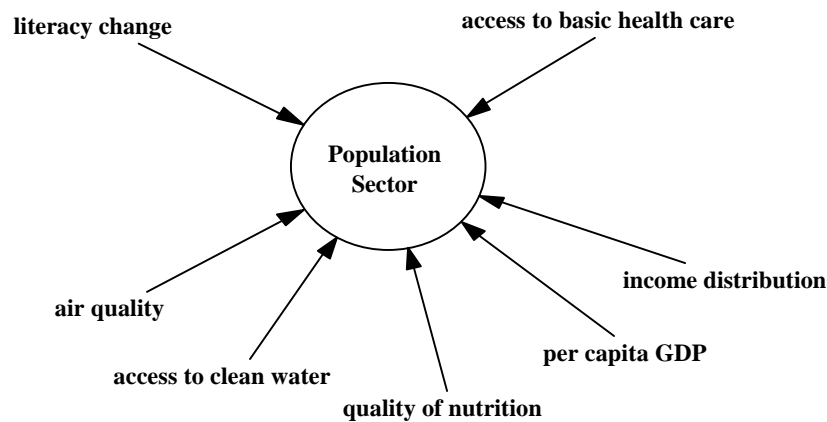 literacy change
access to basic health care
Population
Sector
income distribution
air quality
per capita GDP
access to clean water
quality of nutrition